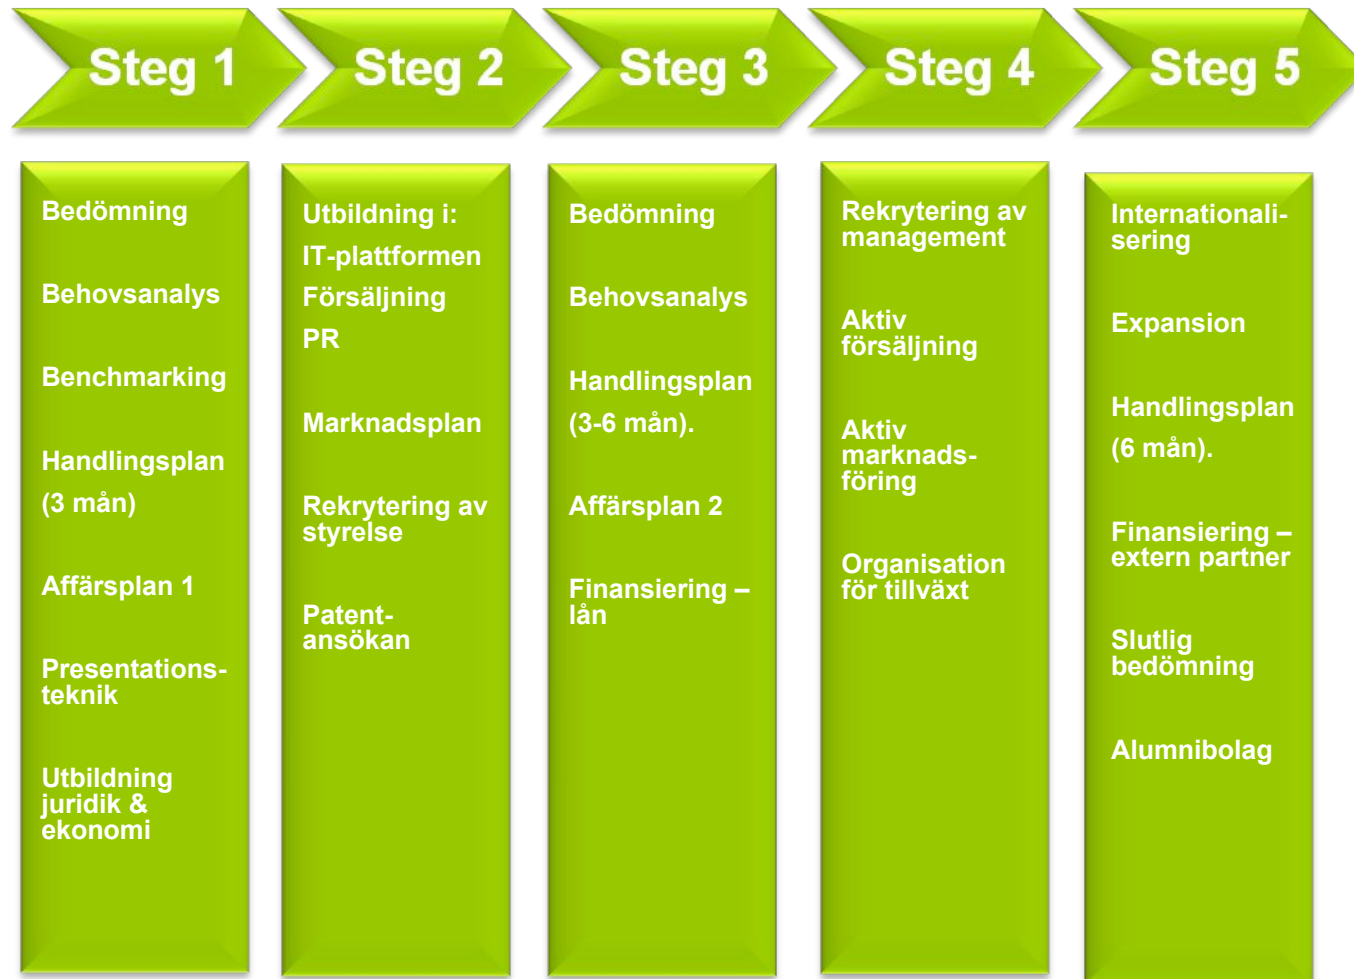 Steg 1
Steg 2
Steg 3
Steg 4
Steg 5
Bedömning
Behovsanalys
Benchmarking
Handlingsplan
(3 mån)
Affärsplan 1
Presentations-
teknik
Utbildning
juridik &
ekonomi
Utbildning i:
IT-plattformen
Försäljning
PR
Marknadsplan
Rekrytering av
styrelse
Patent-
ansökan
Bedömning
Behovsanalys
Handlingsplan
(3-6 mån).
Affärsplan 2
Finansiering –
lån
Rekrytering av
management
Aktiv
försäljning
Aktiv
marknads-
föring
Organisation
för tillväxt
Internationali-
sering
Expansion
Handlingsplan
(6 mån).
Finansiering –
extern partner
Slutlig
bedömning
Alumnibolag